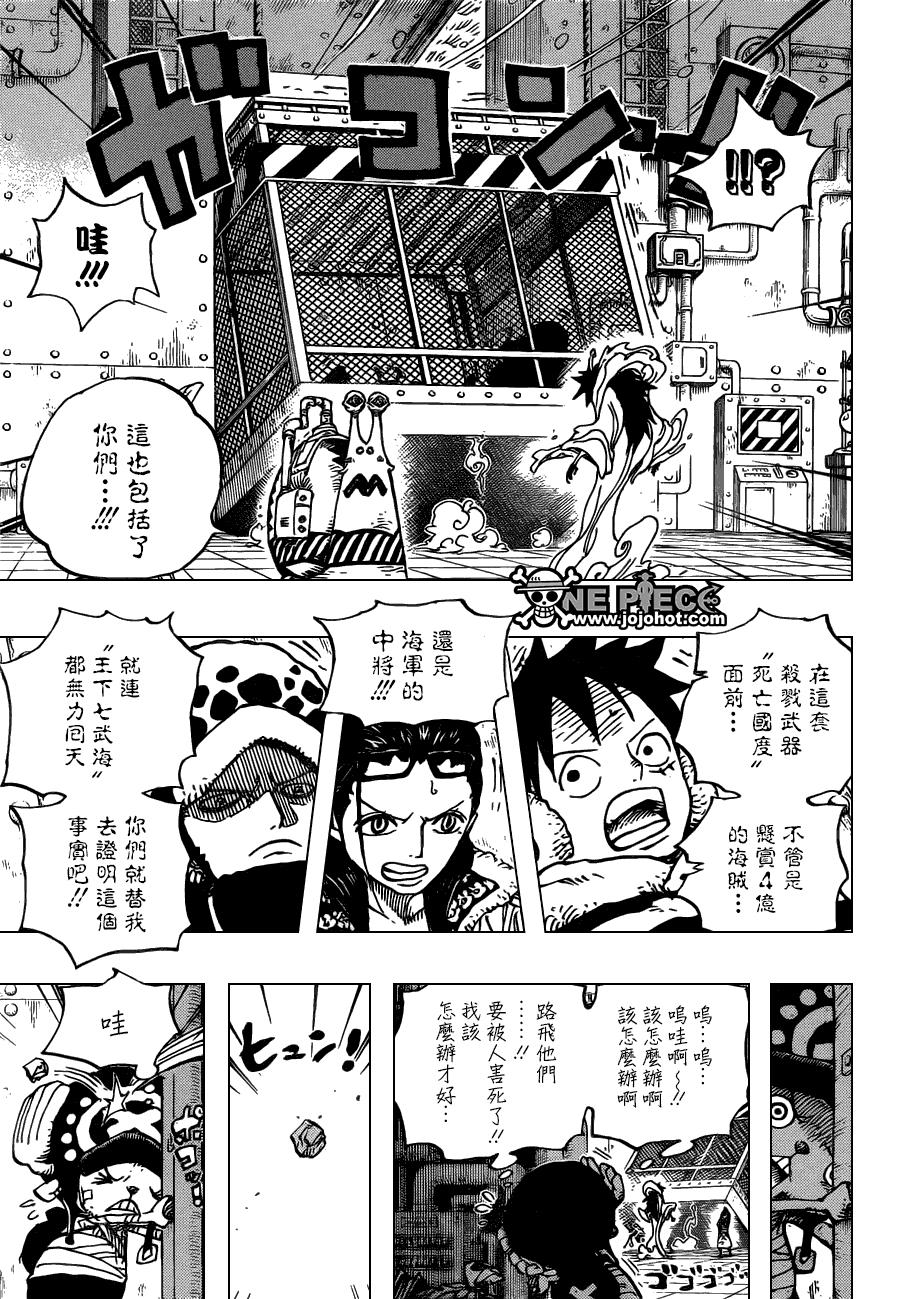 ガコンッ
!!?
哇
!!!
這也包括了
你們…!!!
ONE PIECE
www.jojohot.com
在這套
殺戮武器
〝死亡國度〞
面前…
不管是
懸賞4億
的海賊…
還是
海軍的
中將!!!
就連
〝王下七武海〞
都無力回天
你們就替我
去證明這個
事實吧!!
嗚…嗚…
嗚哇啊~!!
該怎麼辦啊
該怎麼辦啊
路飛他們
……!!
要被人害死了!!
我該
怎麼辦才好…
ゴゴゴゴゴ
ヒュン!
哇
ポコッ!